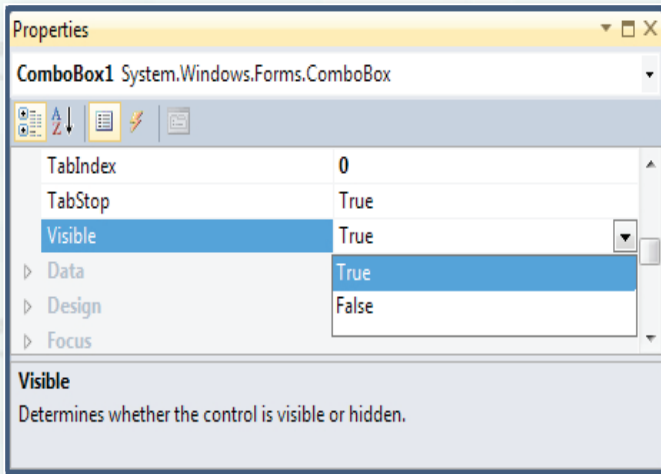 Properties
ComboBox1 System.Windows.Forms.ComboBox
TabIndex 0
TabStop True
Visible True
Data True
Design False
Focus
Visible
Determines whether the control is visible or hidden.